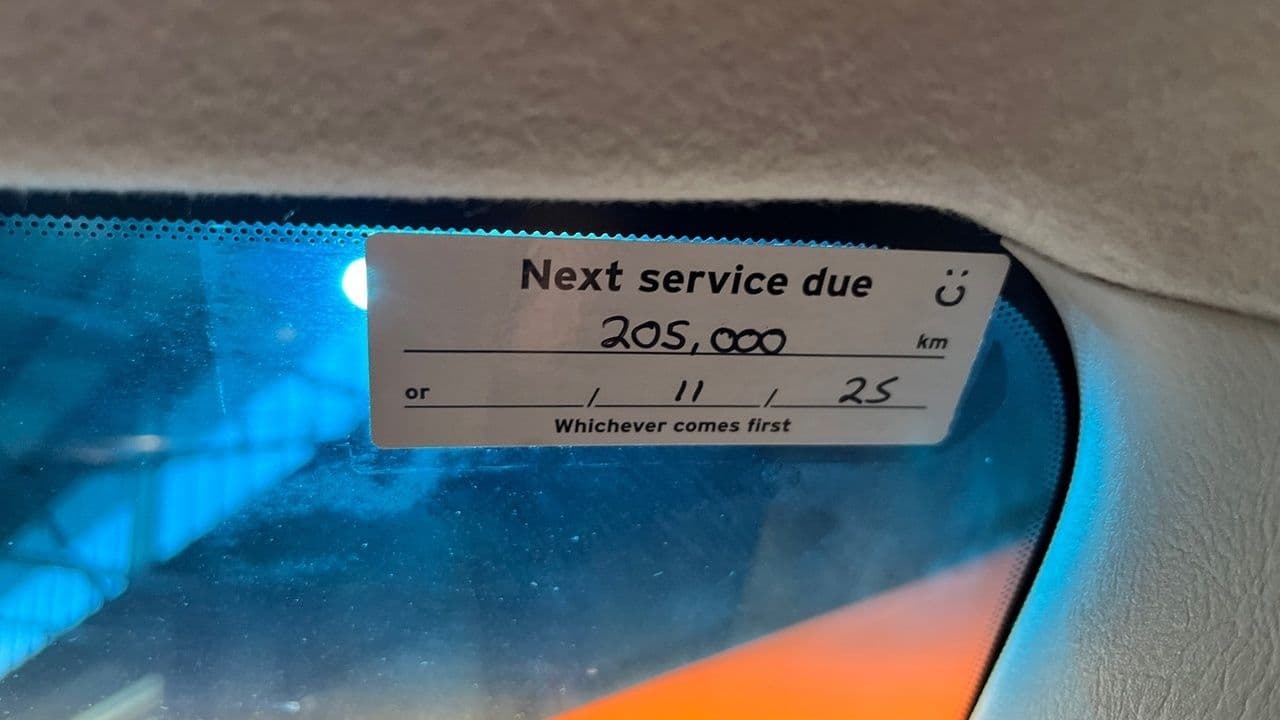 Next service due
205,000 km
or / 11 / 25
Whichever comes first